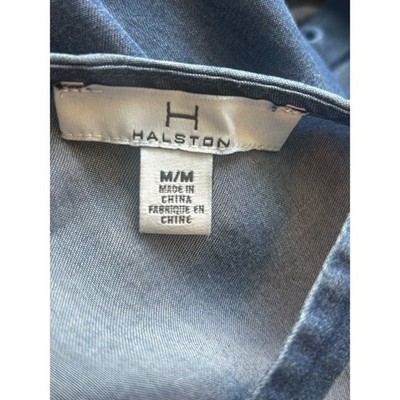 H
HALSTON
M/M
MADE IN
CHINA
FABRIQUE EN
CHINE